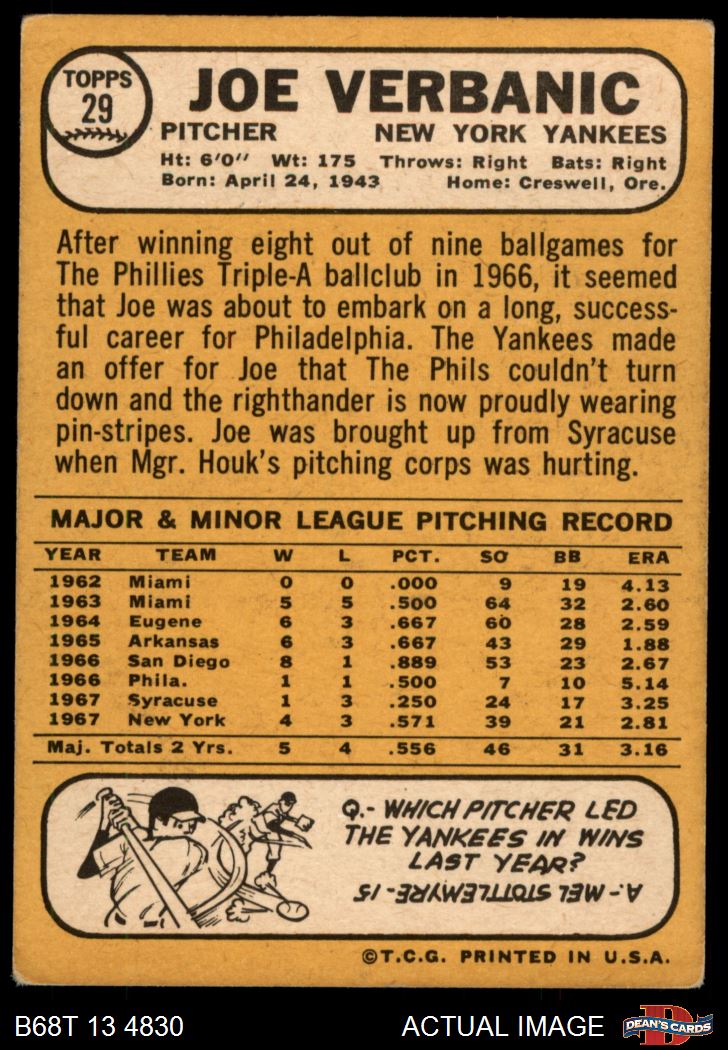 TOPPS
29
JOE VERBANIC
PITCHER NEW YORK YANKEES
Ht: 6'0" Wt: 175 Throws: Right Bats: Right
Born: April 24, 1943 Home: Creswell, Ore.
After winning eight out of nine ballgames for
The Phillies Triple-A ballclub in 1966, it seemed
that Joe was about to embark on a long, success-
ful career for Philadelphia. The Yankees made
an offer for Joe that The Phils couldn't turn
down and the righthander is now proudly wearing
pin-stripes. Joe was brought up from Syracuse
when Mgr. Houk's pitching corps was hurting.
MAJOR & MINOR LEAGUE PITCHING RECORD
YEAR TEAM W L PCT. SO BB ERA
1962 Miami 0 0 .000 9 19 4.13
1963 Miami 5 5 .500 64 32 2.60
1964 Eugene 6 3 .667 60 28 2.59
1965 Arkansas 6 3 .667 43 29 1.88
1966 San Diego 8 1 .889 53 23 2.67
1966 Phila. 1 1 .500 7 10 5.14
1967 Syracuse 1 3 .250 24 17 3.25
1967 New York 4 3 .571 39 21 2.81
Maj. Totals 2 Yrs. 5 4 .556 46 31 3.16
Q.- WHICH PITCHER LED
THE YANKEES IN WINS
LAST YEAR?
A.- MEL STOTTLEMYRE - 15
©T.C.G. PRINTED IN U.S.A.
B68T 13 4830 ACTUAL IMAGE
D
DEAN'S CARDS